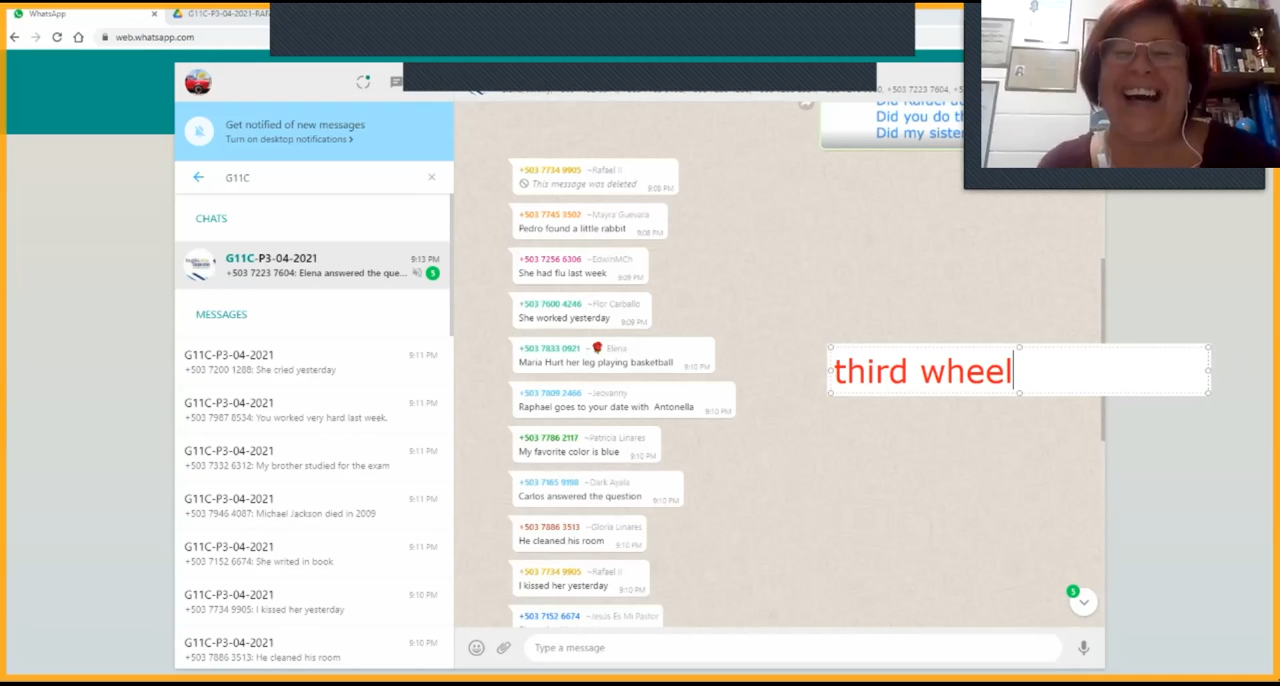 WhatsApp
G11C-P3-04-2021-RAF
web.whatsapp.com
, +503 7223 7604, +5
Get notified of new messages
Turn on desktop notifications >
G11C
CHATS
G11C-P3-04-2021
9:13 PM
+503 7223 7604: Elena answered the que...
5
MESSAGES
G11C-P3-04-2021
9:11 PM
+503 7200 1288: She cried yesterday
G11C-P3-04-2021
9:11 PM
+503 7987 8534: You worked very hard last week.
G11C-P3-04-2021
9:11 PM
+503 7332 6312: My brother studied for the exam
G11C-P3-04-2021
9:11 PM
+503 7946 4087: Michael Jackson died in 2009
G11C-P3-04-2021
9:11 PM
+503 7152 6674: She writed in book
G11C-P3-04-2021
9:10 PM
+503 7734 9905: I kissed her yesterday
G11C-P3-04-2021
9:10 PM
+503 7886 3513: He cleaned his room
Did you do th
Did my sister
+503 7734 9905 ~Rafael II
This message was deleted 9:08 PM
+503 7745 3502 ~Mayra Guevara
Pedro found a little rabbit 9:08 PM
+503 7256 6306 ~EdwinMCh
She had flu last week 9:09 PM
+503 7600 4246 ~Flor Carballo
She worked yesterday 9:09 PM
+503 7833 0921 ~🌹 Elena
Maria Hurt her leg playing basketball 9:10 PM
+503 7809 2466 ~Jeovanny
Raphael goes to your date with Antonella 9:10 PM
+503 7786 2117 ~Patricia Linares
My favorite color is blue 9:10 PM
+503 7165 9198 ~Dark Ayala
Carlos answered the question 9:10 PM
+503 7886 3513 ~Gloria Linares
He cleaned his room 9:10 PM
+503 7734 9905 ~Rafael II
I kissed her yesterday 9:10 PM
+503 7152 6674 ~Jesús Es Mi Pastor
third wheel
5
Type a message